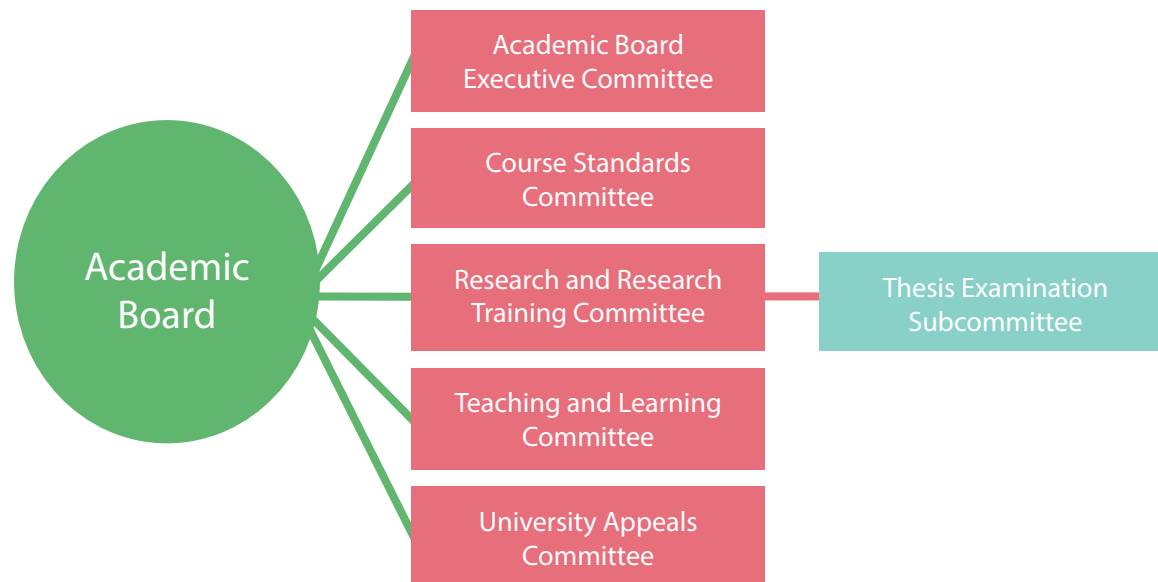 Academic
Board
Academic Board
Executive Committee
Course Standards
Committee
Research and Research
Training Committee
Thesis Examination
Subcommittee
Teaching and Learning
Committee
University Appeals
Committee